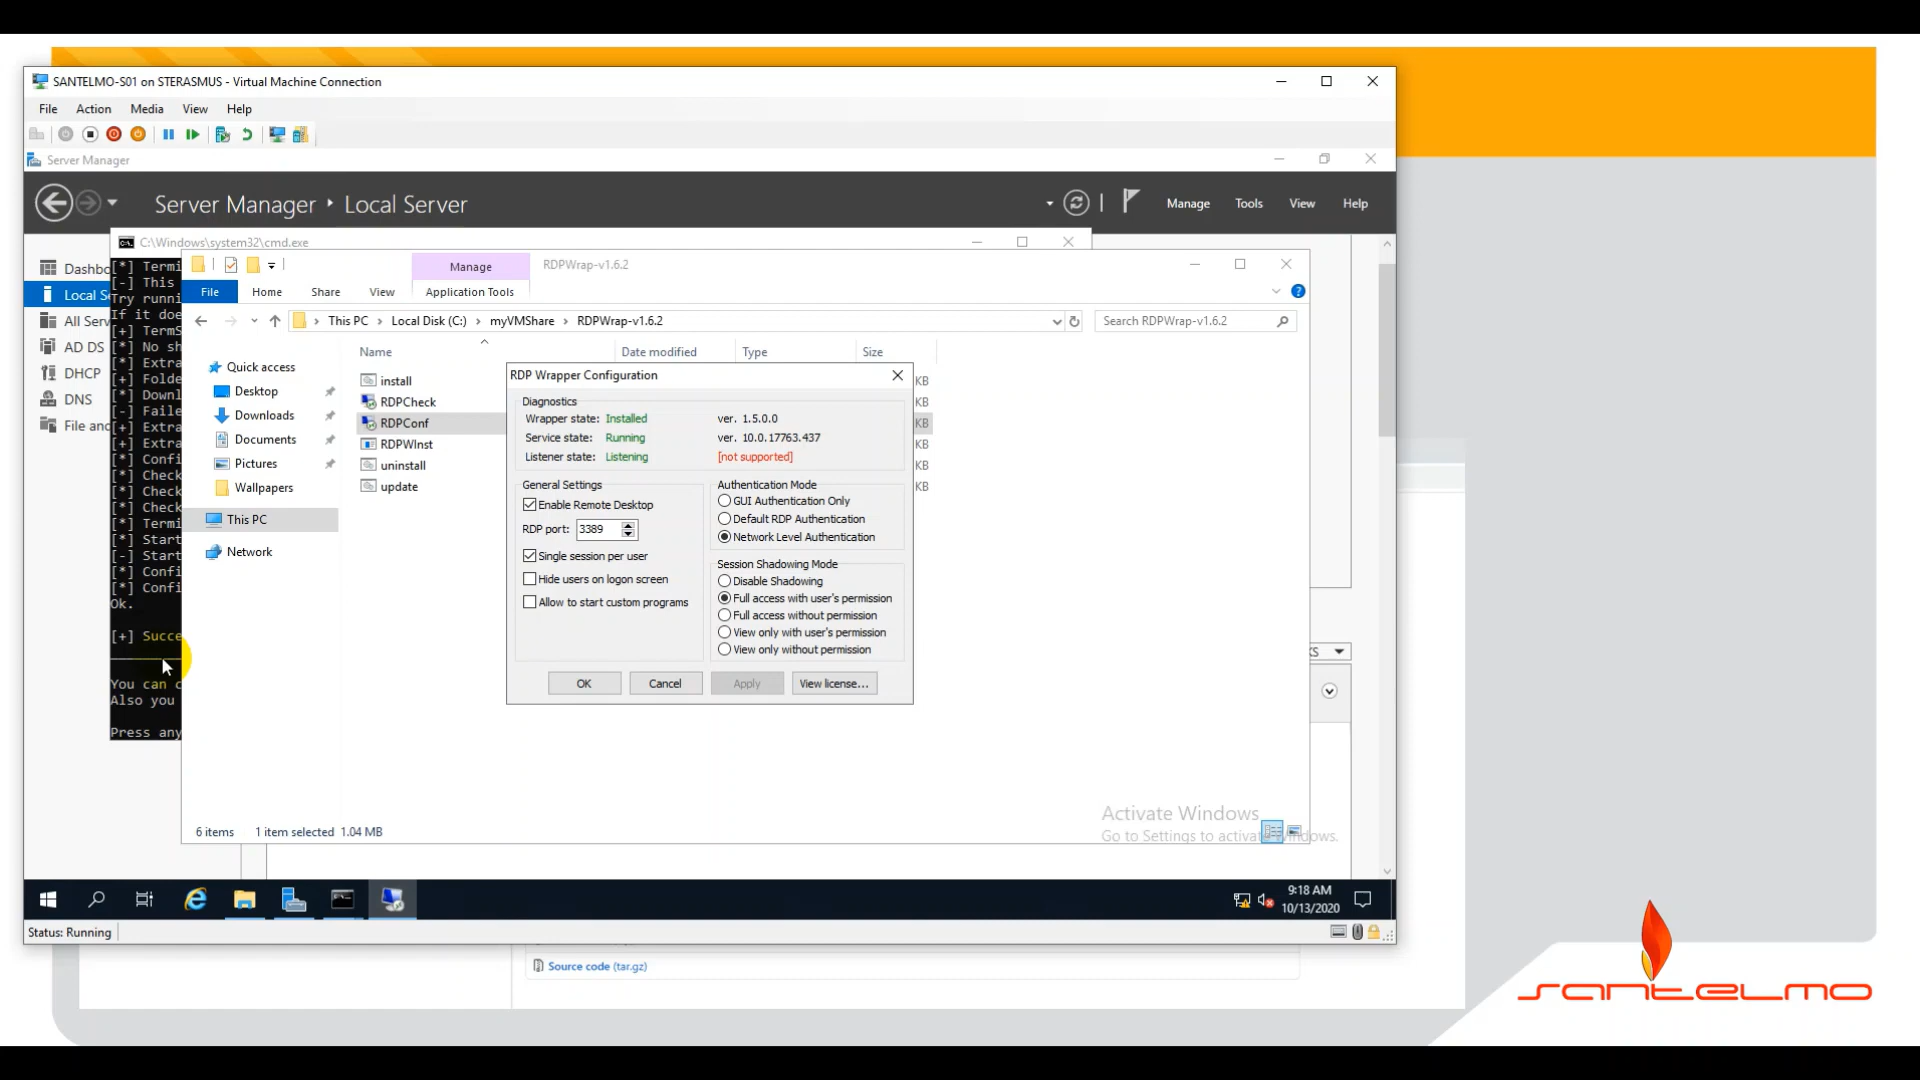 SANTELMO-S01 on STERASMUS - Virtual Machine Connection
File Action Media View Help
Server Manager
Server Manager ‣ Local Server
Manage Tools View Help
C:\Windows\system32\cmd.exe
Manage RDPWrap-v1.6.2
File Home Share View Application Tools
This PC › Local Disk (C:) › myVMShare › RDPWrap-v1.6.2
Search RDPWrap-v1.6.2
Dashbo
Local Se
All Serv
AD DS
DHCP
DNS
File and
[*] Termi
[-] This
Try runni
If it doe
[+] TermS
[*] No sh
[*] Extra
[+] Folde
[*] Downl
[-] Faile
[+] Extra
[+] Extra
[*] Confi
[*] Check
[*] Check
[*] Check
[*] Termi
[*] Start
[-] Start
[*] Confi
[*] Confi
Ok.
[+] Succe
You can c
Also you
Press any
Quick access
Desktop
Downloads
Documents
Pictures
Wallpapers
This PC
Network
Name Date modified Type Size
install KB
RDPCheck KB
RDPConf KB
RDPWInst KB
uninstall KB
update KB
RDP Wrapper Configuration
Diagnostics
Wrapper state: Installed ver. 1.5.0.0
Service state: Running ver. 10.0.17763.437
Listener state: Listening [not supported]
General Settings
Enable Remote Desktop
RDP port: 3389
Single session per user
Hide users on logon screen
Allow to start custom programs
Authentication Mode
GUI Authentication Only
Default RDP Authentication
Network Level Authentication
Session Shadowing Mode
Disable Shadowing
Full access with user's permission
Full access without permission
View only with user's permission
View only without permission
OK Cancel Apply View license...
KS
Activate Windows
Go to Settings to activate Windows.
6 items 1 item selected 1.04 MB
9:18 AM
10/13/2020
Status: Running
Source code (tar.gz)
santelmo